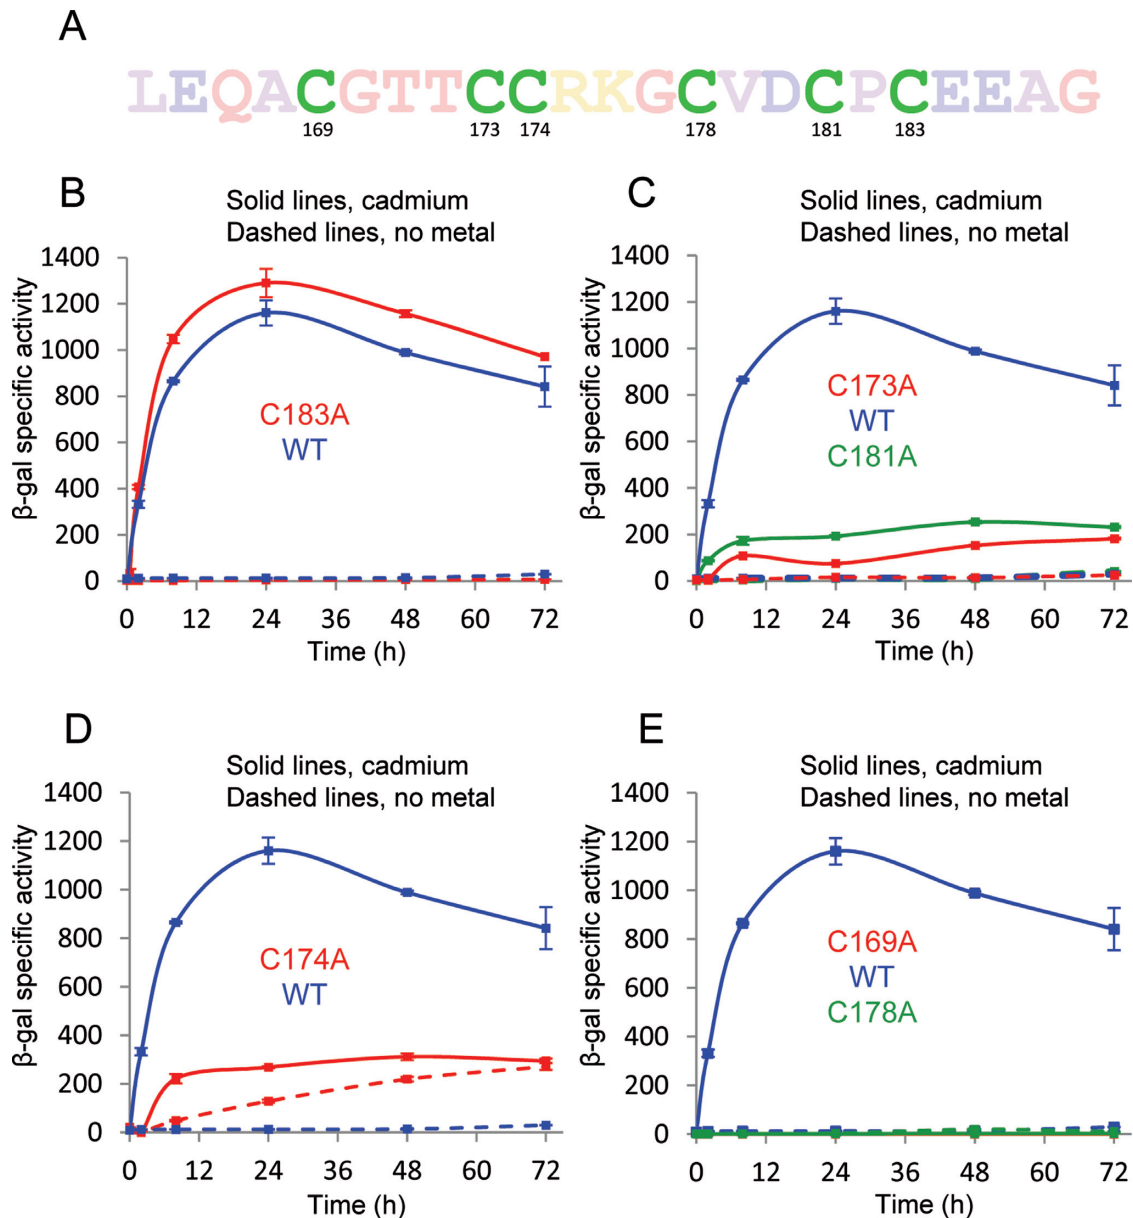 A
LEQACGTTCCRKGCVDCPCEEAG
169 173 174 178 181 183
B
Solid lines, cadmium
Dashed lines, no metal
β-gal specific activity
1400
1200
1000
800
600
400
200
0
C183A
WT
0 12 24 36 48 60 72
Time (h)
C
Solid lines, cadmium
Dashed lines, no metal
β-gal specific activity
1400
1200
1000
800
600
400
200
0
C173A
WT
C181A
0 12 24 36 48 60 72
Time (h)
D
Solid lines, cadmium
Dashed lines, no metal
β-gal specific activity
1400
1200
1000
800
600
400
200
0
C174A
WT
0 12 24 36 48 60 72
Time (h)
E
Solid lines, cadmium
Dashed lines, no metal
β-gal specific activity
1400
1200
1000
800
600
400
200
0
C169A
WT
C178A
0 12 24 36 48 60 72
Time (h)